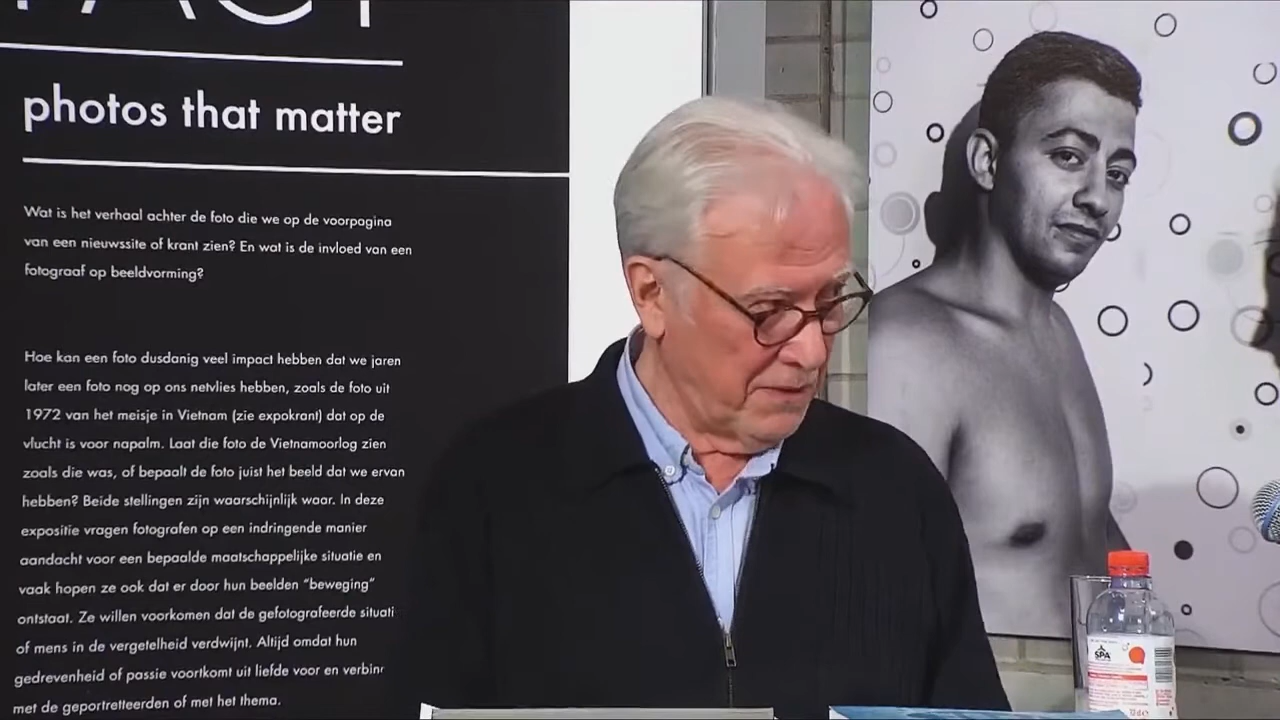 photos that matter
Wat is het verhaal achter de foto die we op de voorpagina
van een nieuwssite of krant zien? En wat is de invloed van een
fotograaf op beeldvorming?
Hoe kan een foto dusdanig veel impact hebben dat we jaren
later een foto nog op ons netvlies hebben, zoals de foto uit
1972 van het meisje in Vietnam (zie expokrant) dat op de
vlucht is voor napalm. Laat die foto de Vietnamoorlog zien
zoals die was, of bepaalt de foto juist het beeld dat we ervan
hebben? Beide stellingen zijn waarschijnlijk waar. In deze
expositie vragen fotografen op een indringende manier
aandacht voor een bepaalde maatschappelijke situatie en
vaak hopen ze ook dat er door hun beelden “beweging”
ontstaat. Ze willen voorkomen dat de gefotografeerde situati
of mens in de vergetelheid verdwijnt. Altijd omdat hun
gedrevenheid of passie voortkomt uit liefde voor en verbin
met de geportretteerden of met het thema.
SPA